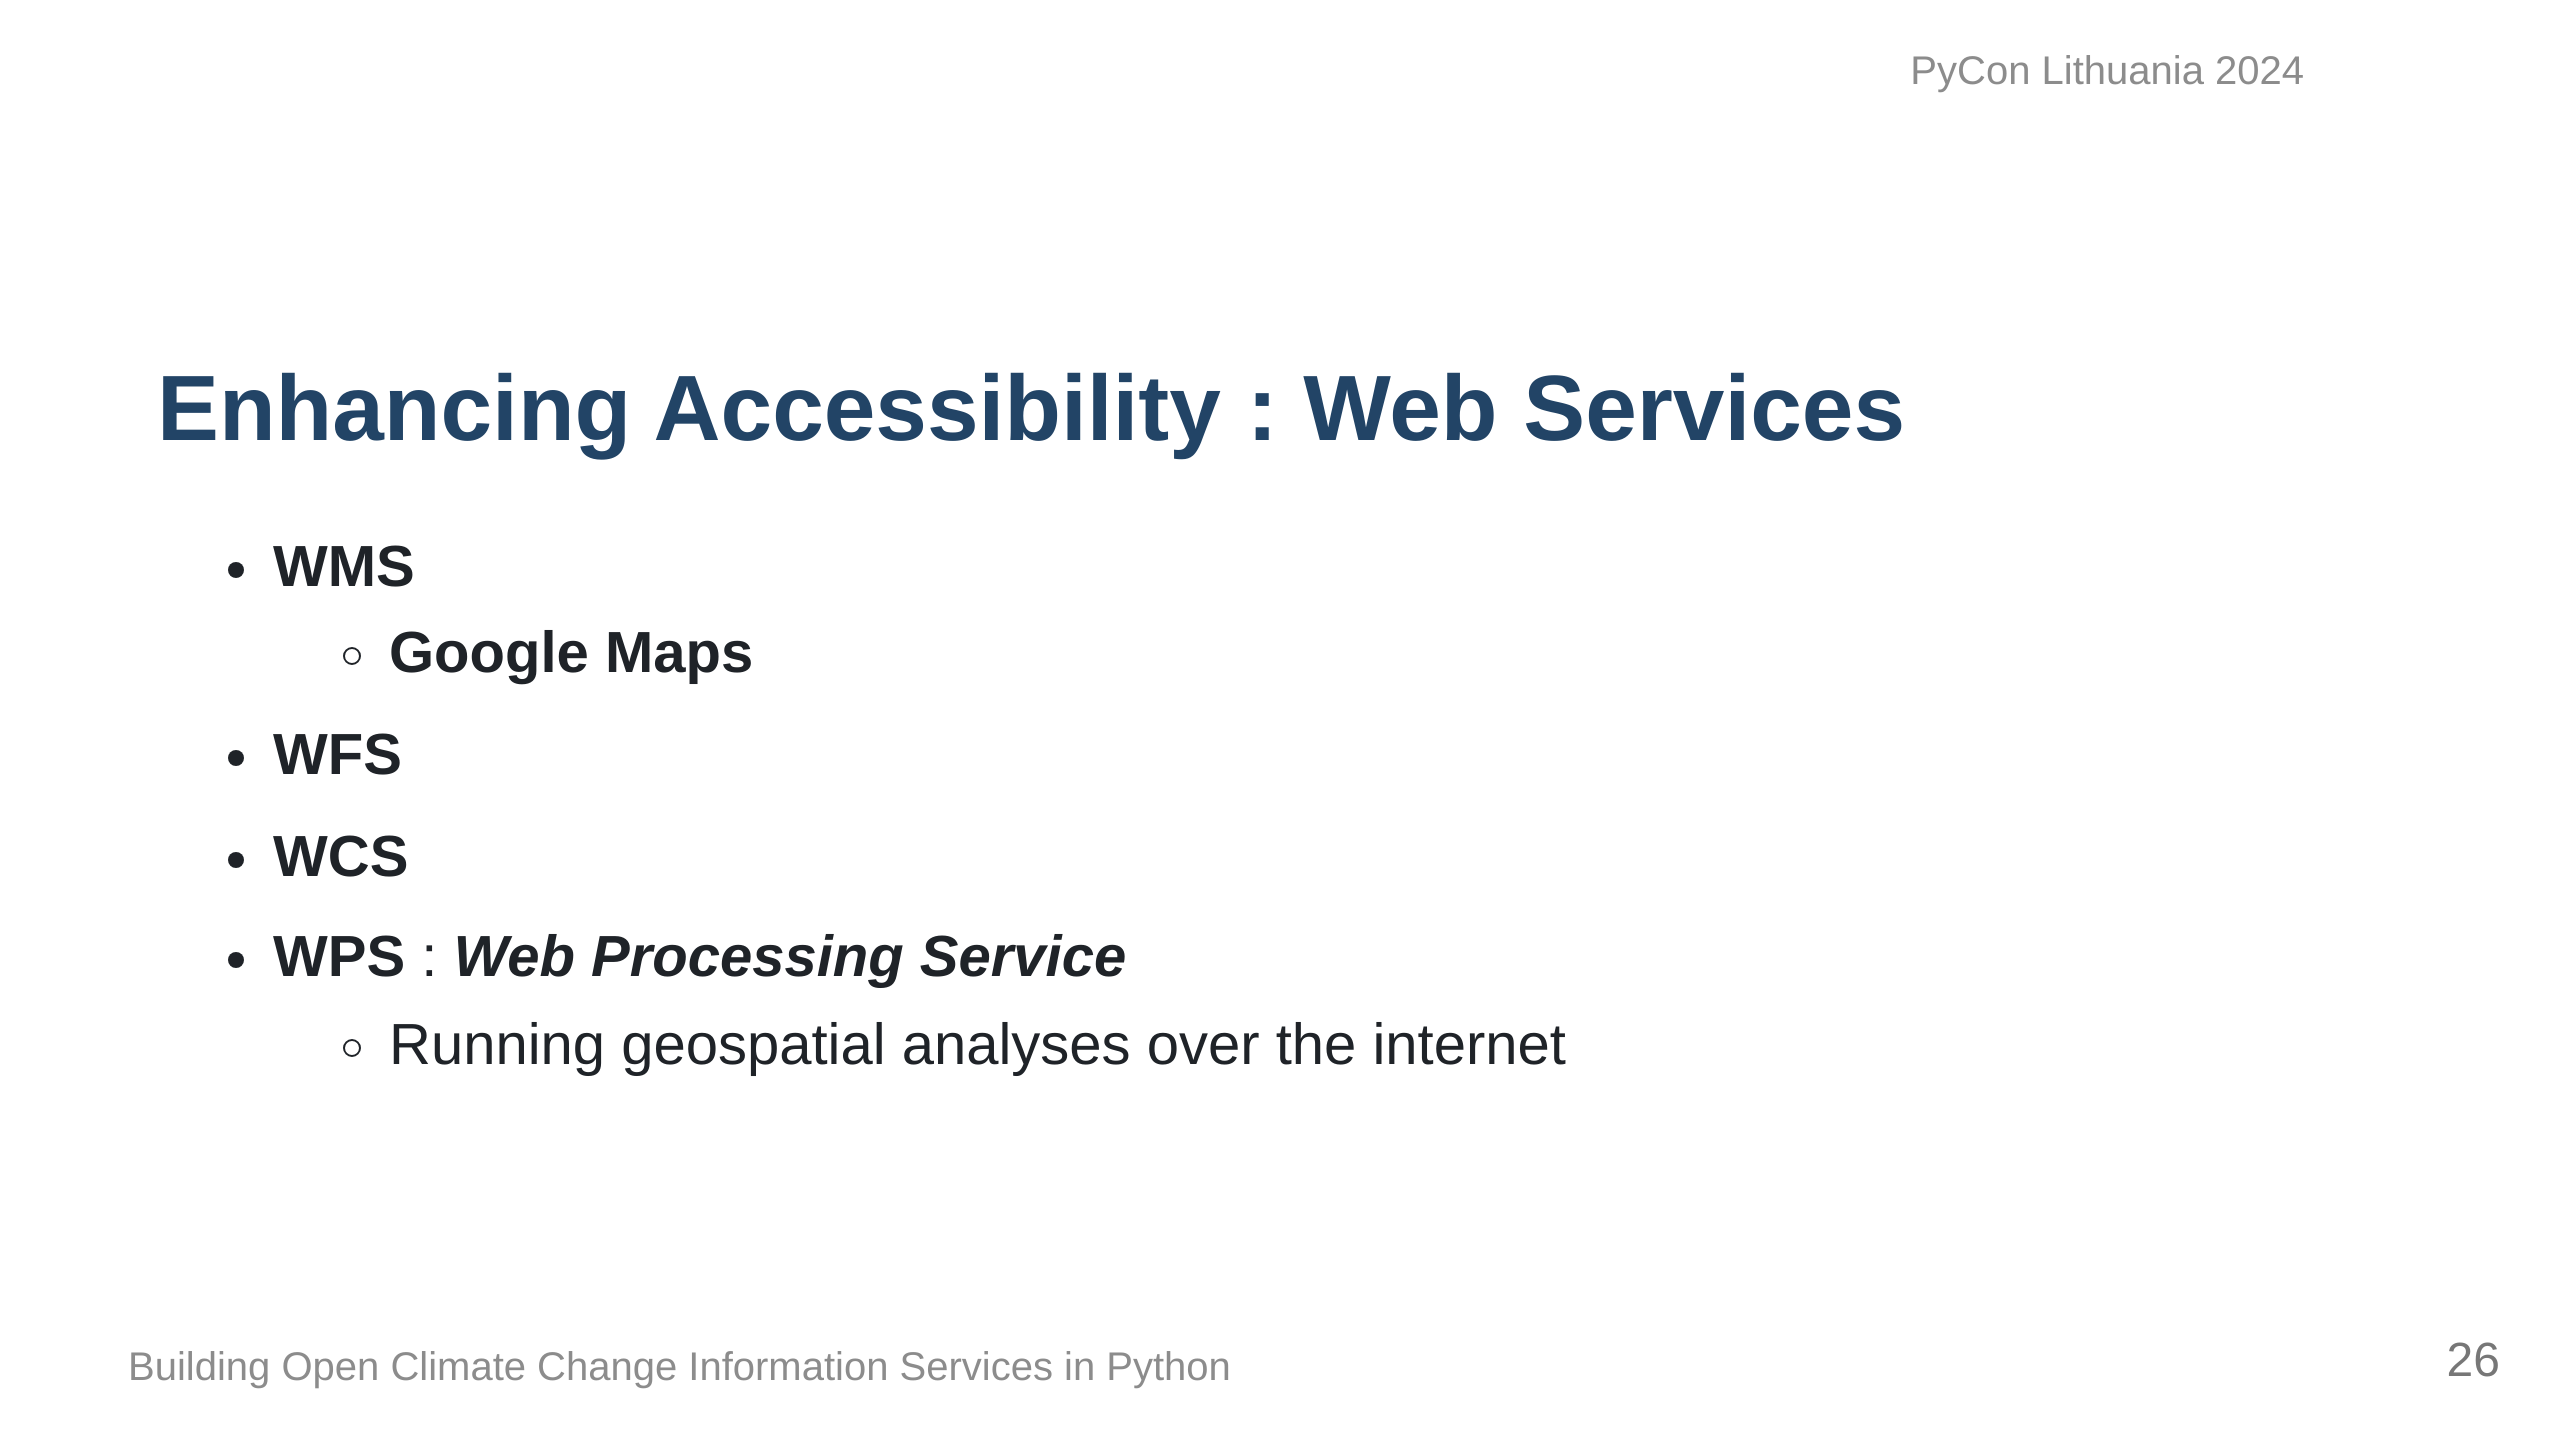 PyCon Lithuania 2024
Enhancing Accessibility : Web Services
• WMS
◦ Google Maps
• WFS
• WCS
• WPS : Web Processing Service
◦ Running geospatial analyses over the internet
Building Open Climate Change Information Services in Python
26